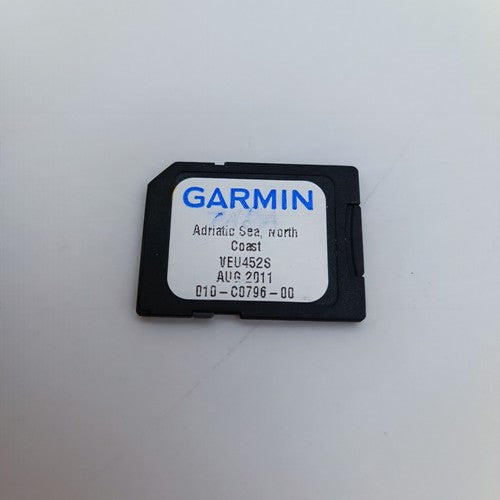 GARMIN
Adriatic Sea, North
Coast
VEU452S
AUG 2011
010-C0796-00